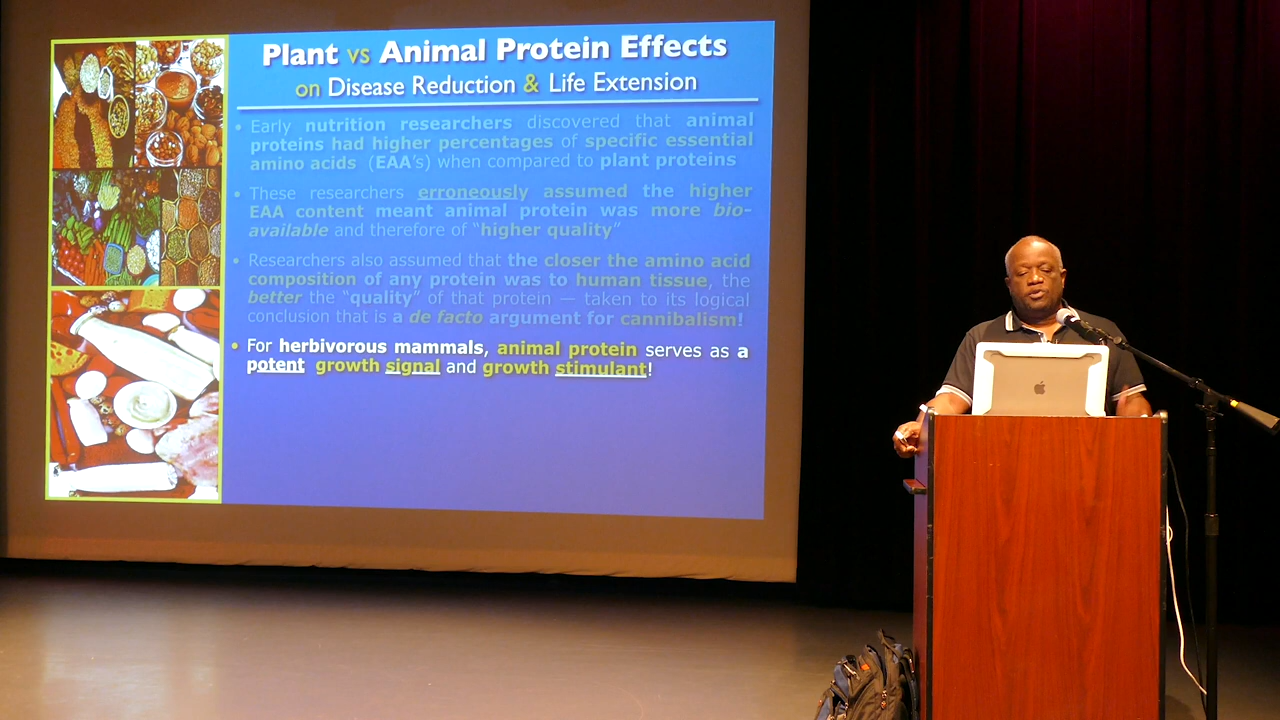 Plant vs Animal Protein Effects
on Disease Reduction & Life Extension
• Early nutrition researchers discovered that animal
proteins had higher percentages of specific essential
amino acids (EAA's) when compared to plant proteins
• These researchers erroneously assumed the higher
EAA content meant animal protein was more bio-
available and therefore of "higher quality"
• Researchers also assumed that the closer the amino acid
composition of any protein was to human tissue, the
better the "quality" of that protein — taken to its logical
conclusion that is a de facto argument for cannibalism!
• For herbivorous mammals, animal protein serves as a
potent growth signal and growth stimulant!